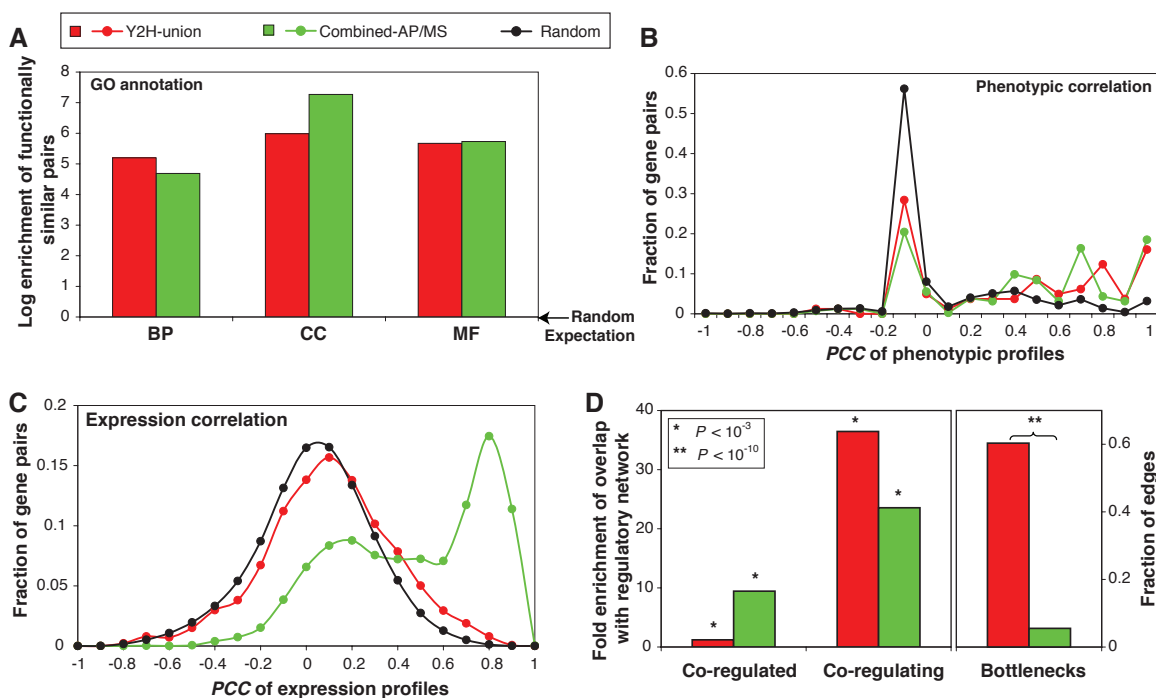 Y2H-union
Combined-AP/MS
Random
A
GO annotation
Log enrichment of functionally
similar pairs
8
7
6
5
4
3
2
1
0
BP
CC
MF
Random
Expectation
B
Phenotypic correlation
Fraction of gene pairs
0.6
0.5
0.4
0.3
0.2
0.1
0
-1 -0.8 -0.6 -0.4 -0.2 0 0.2 0.4 0.6 0.8 1
PCC of phenotypic profiles
C
Expression correlation
Fraction of gene pairs
0.2
0.15
0.1
0.05
0
-1 -0.8 -0.6 -0.4 -0.2 0 0.2 0.4 0.6 0.8 1
PCC of expression profiles
D
Fold enrichment of overlap
with regulatory network
40
30
20
10
0
* P < 10-3
** P < 10-10
* * * *
**
0.6
0.4
0.2
0
Fraction of edges
Co-regulated
Co-regulating
Bottlenecks